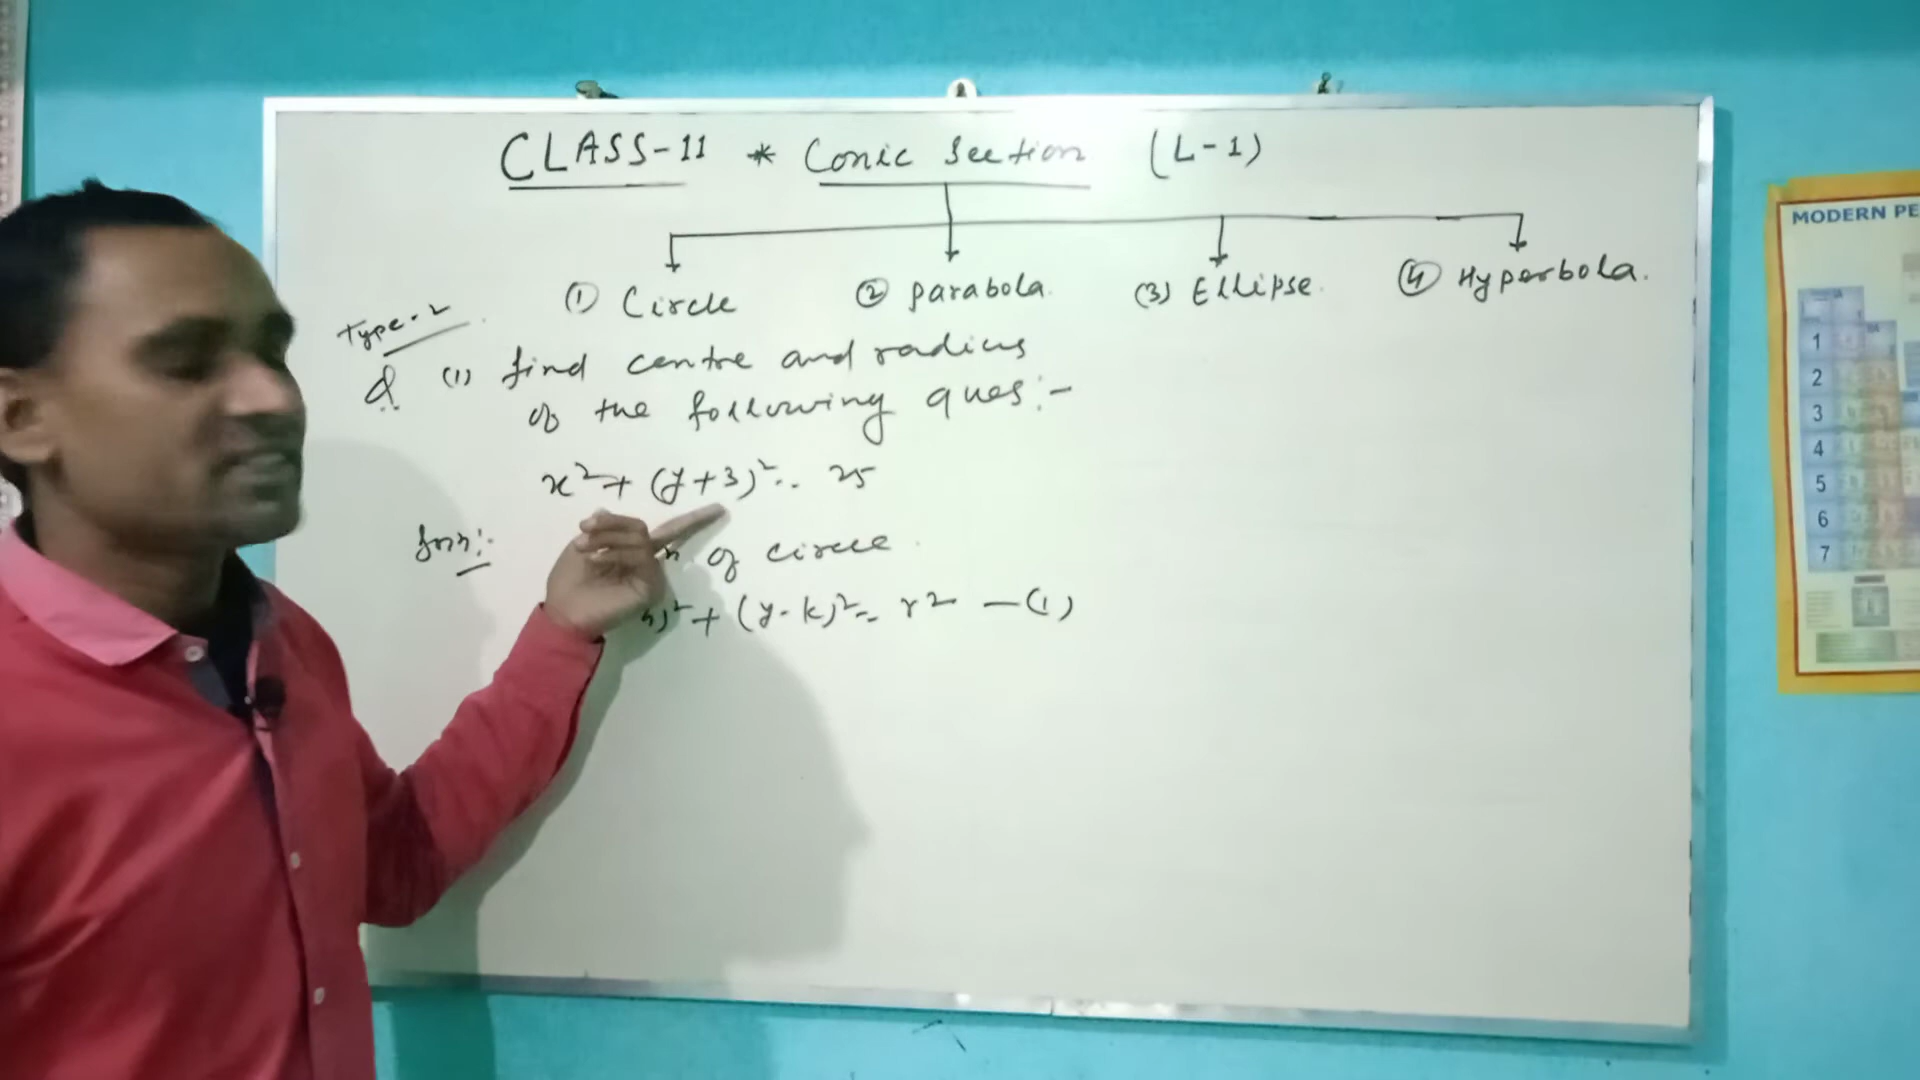 CLASS-11 * Conic Section (L-1)
(1) Circle (2) parabola. (3) Ellipse. (4) Hyperbola.
Type-2
Q (1) find centre and radius
of the following ques:-
x²+ (y+3)² = 25
of circle.
+ (y-k)² = r² —(1)
MODERN PE
1
2
3
4
5
6
7